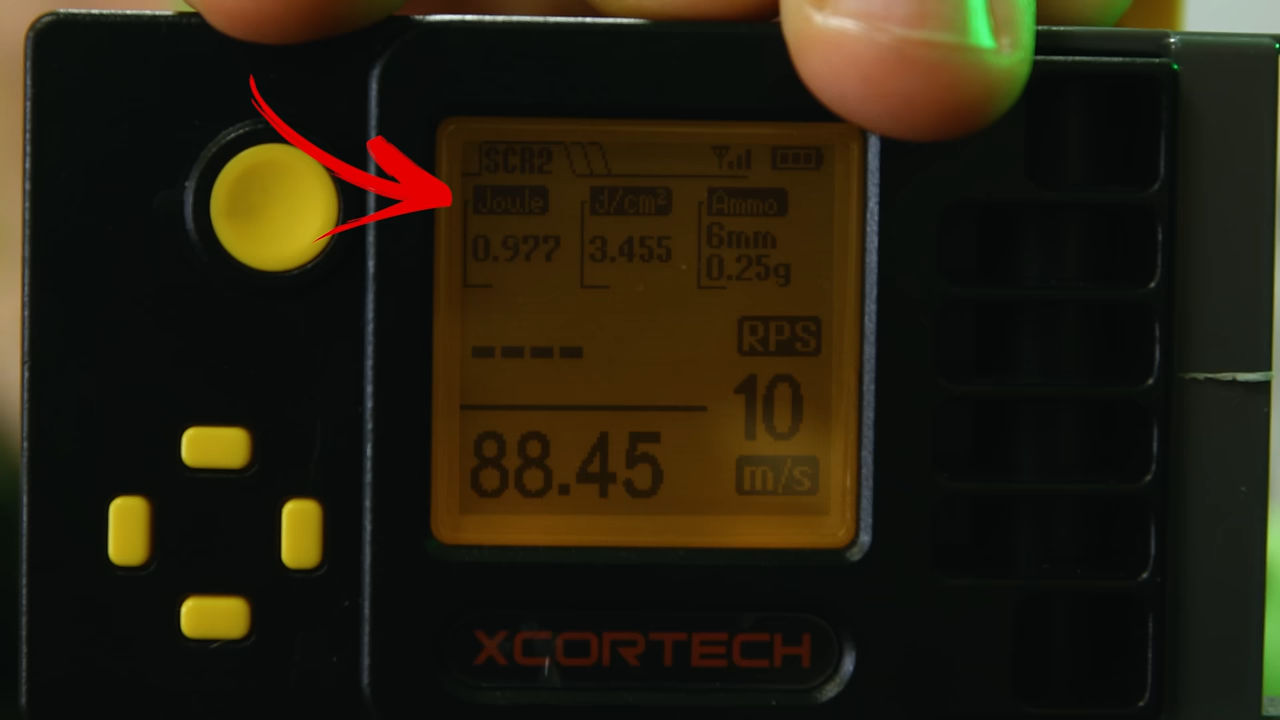 SCR2
Joule J/cm² Ammo
0.977 3.455 6mm
0.25g
RPS
----
10
88.45 m/s
XCORTECH